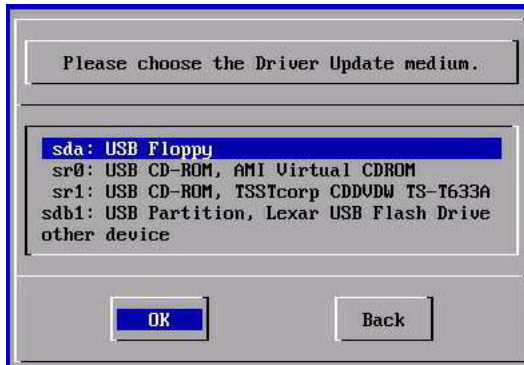 Please choose the Driver Update medium.
sda: USB Floppy
sr0: USB CD-ROM, AMI Virtual CDROM
sr1: USB CD-ROM, TSSTcorp CDDVDW TS-T633A
sdb1: USB Partition, Lexar USB Flash Drive
other device
OK
Back